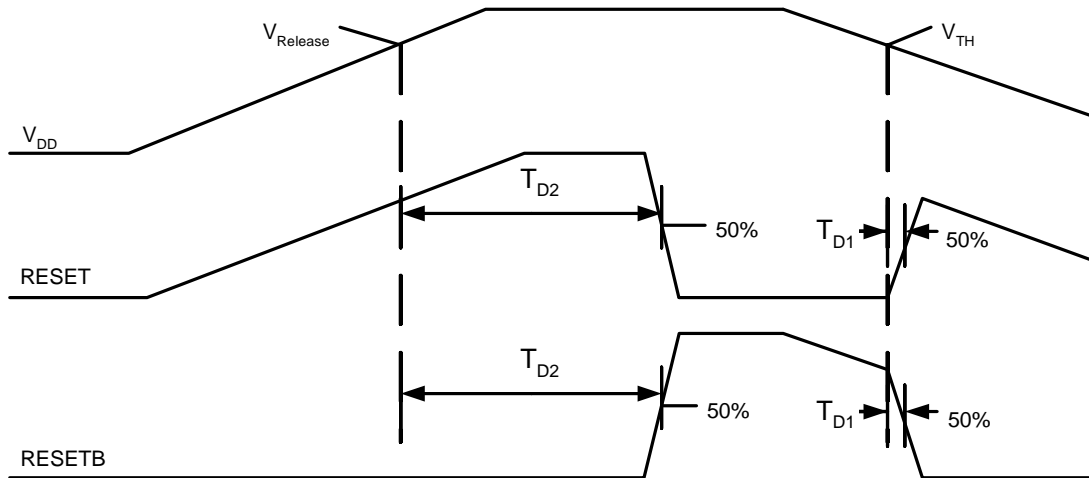 V_Release
V_TH
V_DD
T_D2
50%
T_D1
50%
RESET
T_D2
50%
T_D1
50%
RESETB